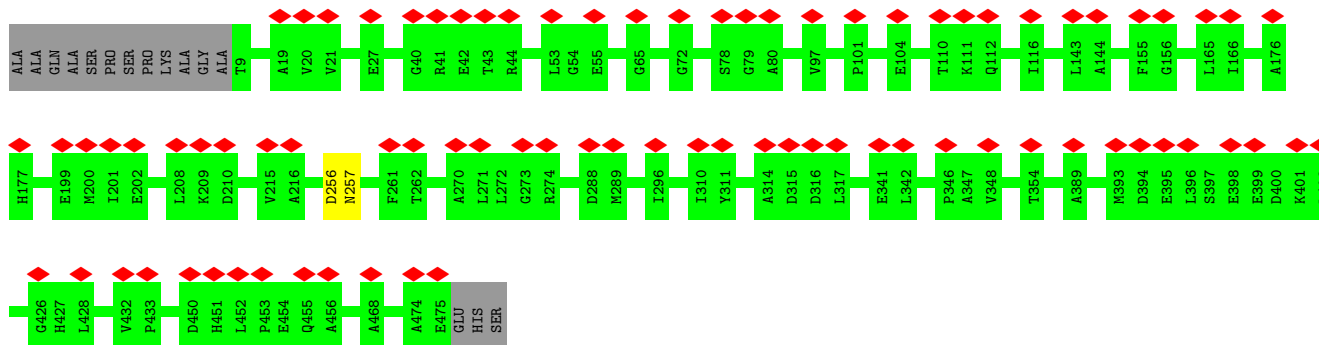 ALA ALA GLN ALA SER PRO SER PRO LYS ALA GLY ALA T9 A19 V20 V21 E27 G40 R41 E42 T43 R44 L53 G54 E55 G65 G72 S78 G79 A80 V97 P101 E104 T110 K111 Q112 I116 L143 A144 F155 G156 L165 I166 A176
H177 E199 M200 I201 E202 L208 K209 D210 V215 A216 D256 N257 F261 T262 A270 L271 L272 G273 R274 D288 M289 I296 I310 Y311 A314 D315 D316 L317 E341 L342 P346 A347 V348 T354 A389 M393 D394 E395 L396 S397 E398 E399 D400 K401
G426 H427 L428 V432 P433 D450 H451 L452 P453 E454 Q455 A456 A468 A474 E475 GLU HIS SER